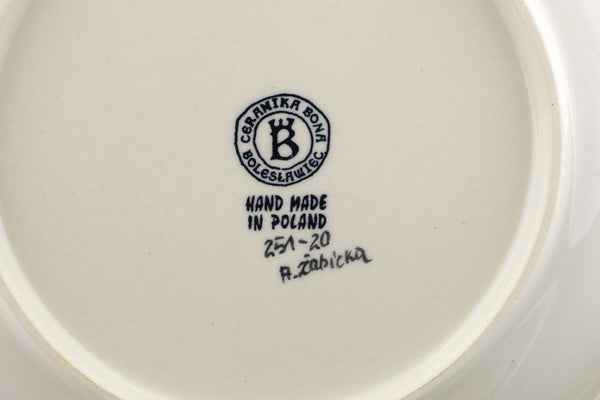 CERAMIKA BONA
BOLESŁAWIEC
B
HAND MADE
IN POLAND
251-20
A. Żabicka